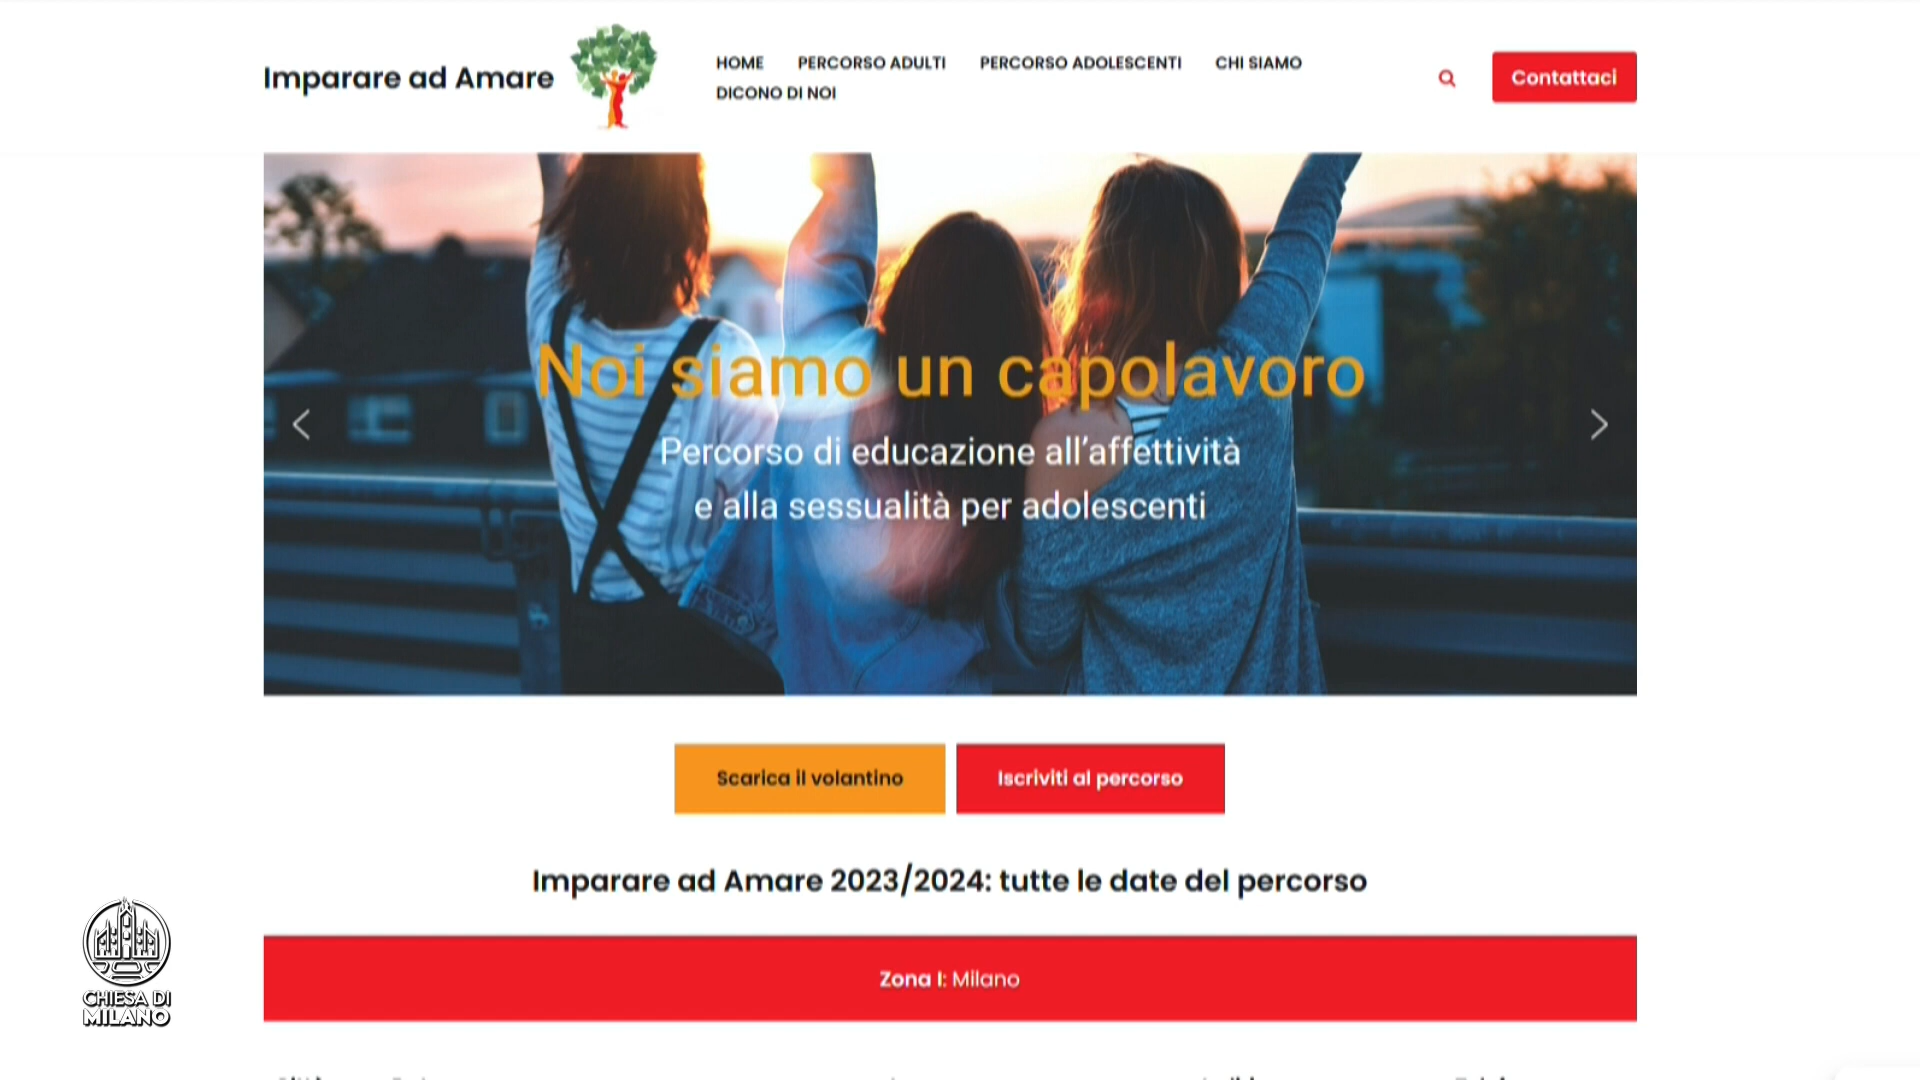 Imparare ad Amare
HOME PERCORSO ADULTI PERCORSO ADOLESCENTI CHI SIAMO
DICONO DI NOI
Contattaci
Noi siamo un capolavoro
Percorso di educazione all'affettività
e alla sessualità per adolescenti
Scarica il volantino
Iscriviti al percorso
Imparare ad Amare 2023/2024: tutte le date del percorso
Zona I: Milano
CHIESA DI
MILANO